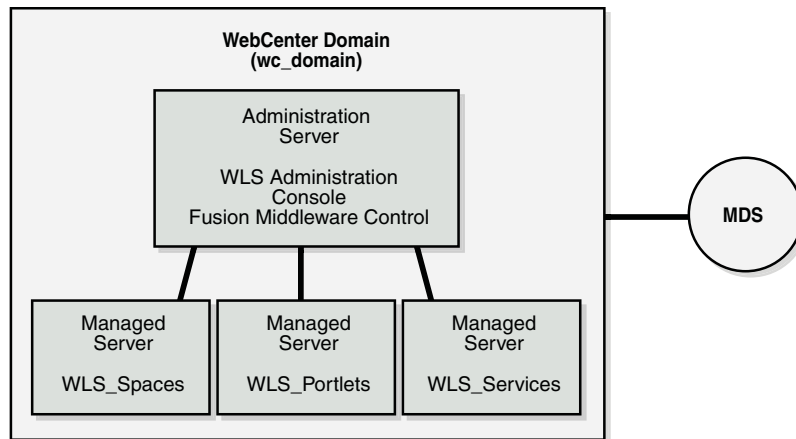 WebCenter Domain
(wc_domain)
Administration
Server
WLS Administration
Console
Fusion Middleware Control
MDS
Managed
Server
WLS_Spaces
Managed
Server
WLS_Portlets
Managed
Server
WLS_Services